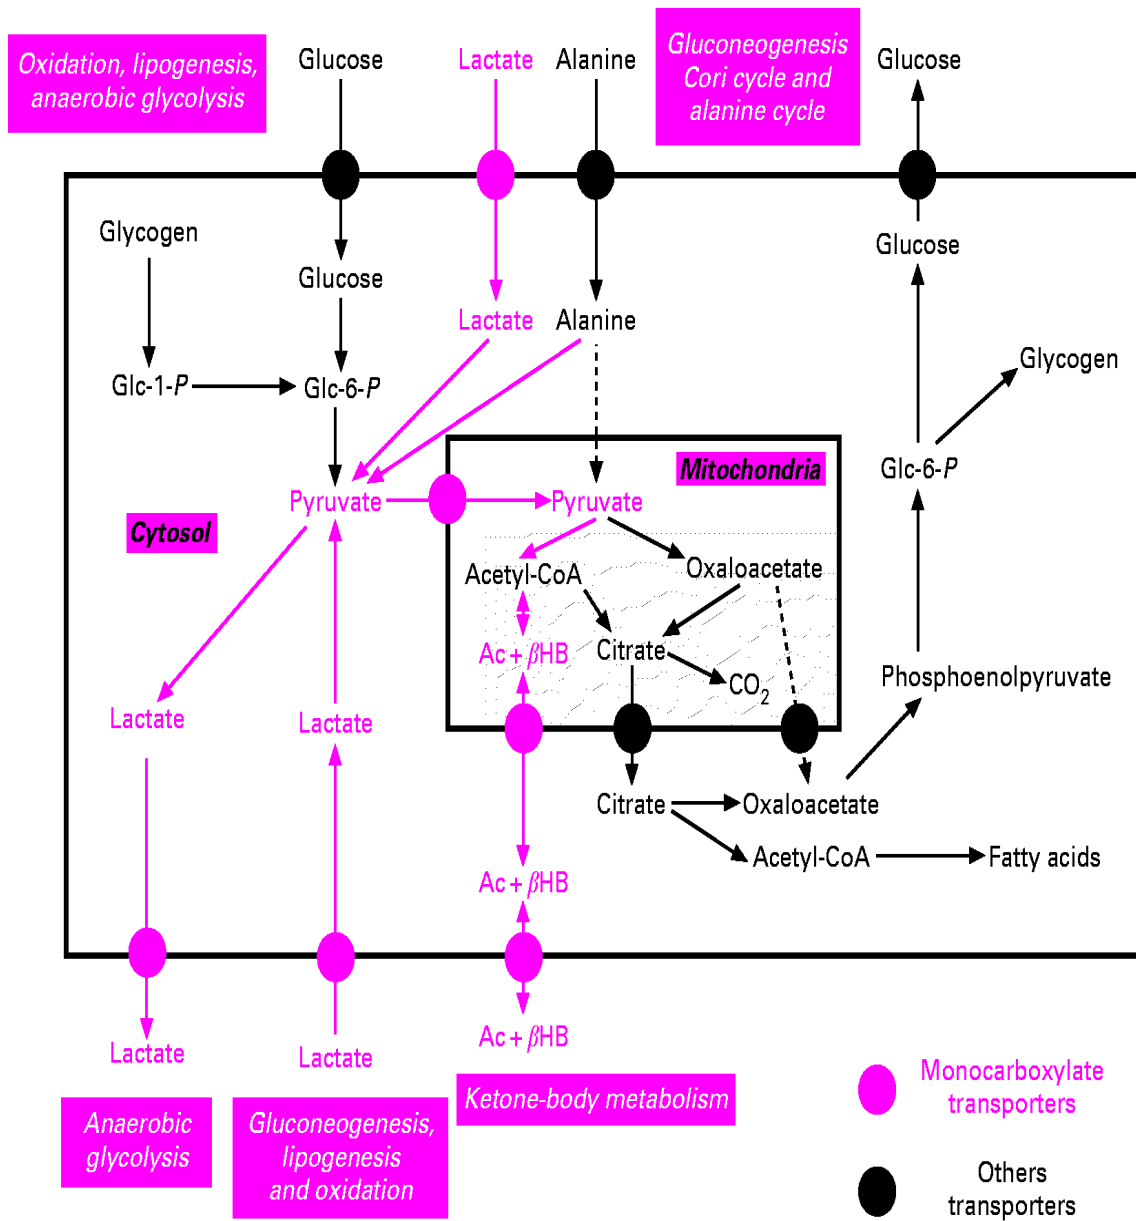 Oxidation, lipogenesis,
anaerobic glycolysis
Glucose
Lactate
Alanine
Gluconeogenesis
Cori cycle and
alanine cycle
Glucose
Glycogen
Glucose
Glucose
Lactate
Alanine
Glc-1-P
Glc-6-P
Glycogen
Glc-6-P
Mitochondria
Pyruvate
Pyruvate
Cytosol
Acetyl-CoA
Oxaloacetate
Ac + βHB
Citrate
CO2
Phosphoenolpyruvate
Lactate
Lactate
Citrate
Oxaloacetate
Acetyl-CoA
Fatty acids
Ac + βHB
Ac + βHB
Lactate
Lactate
Monocarboxylate
transporters
Ketone-body metabolism
Anaerobic
glycolysis
Gluconeogenesis,
lipogenesis
and oxidation
Others
transporters